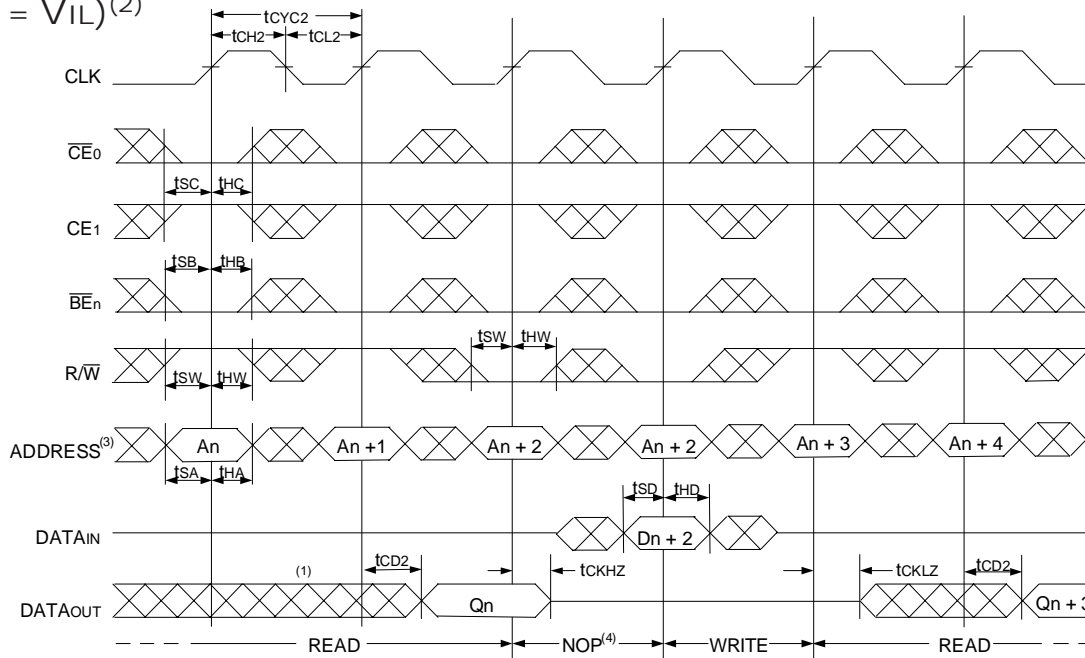 = VIL)(2)
tCYC2
tCH2 tCL2
CLK
CE0
tSC tHC
CE1
tSB tHB
BEn
tSW tHW
R/W
tSW tHW
ADDRESS(3) An An +1 An + 2 An + 2 An + 3 An + 4
tSA tHA
tSD tHD
DATAIN Dn + 2
(1) tCD2 tCKHZ tCKLZ tCD2
DATAOUT Qn Qn + 3
READ NOP(4) WRITE READ